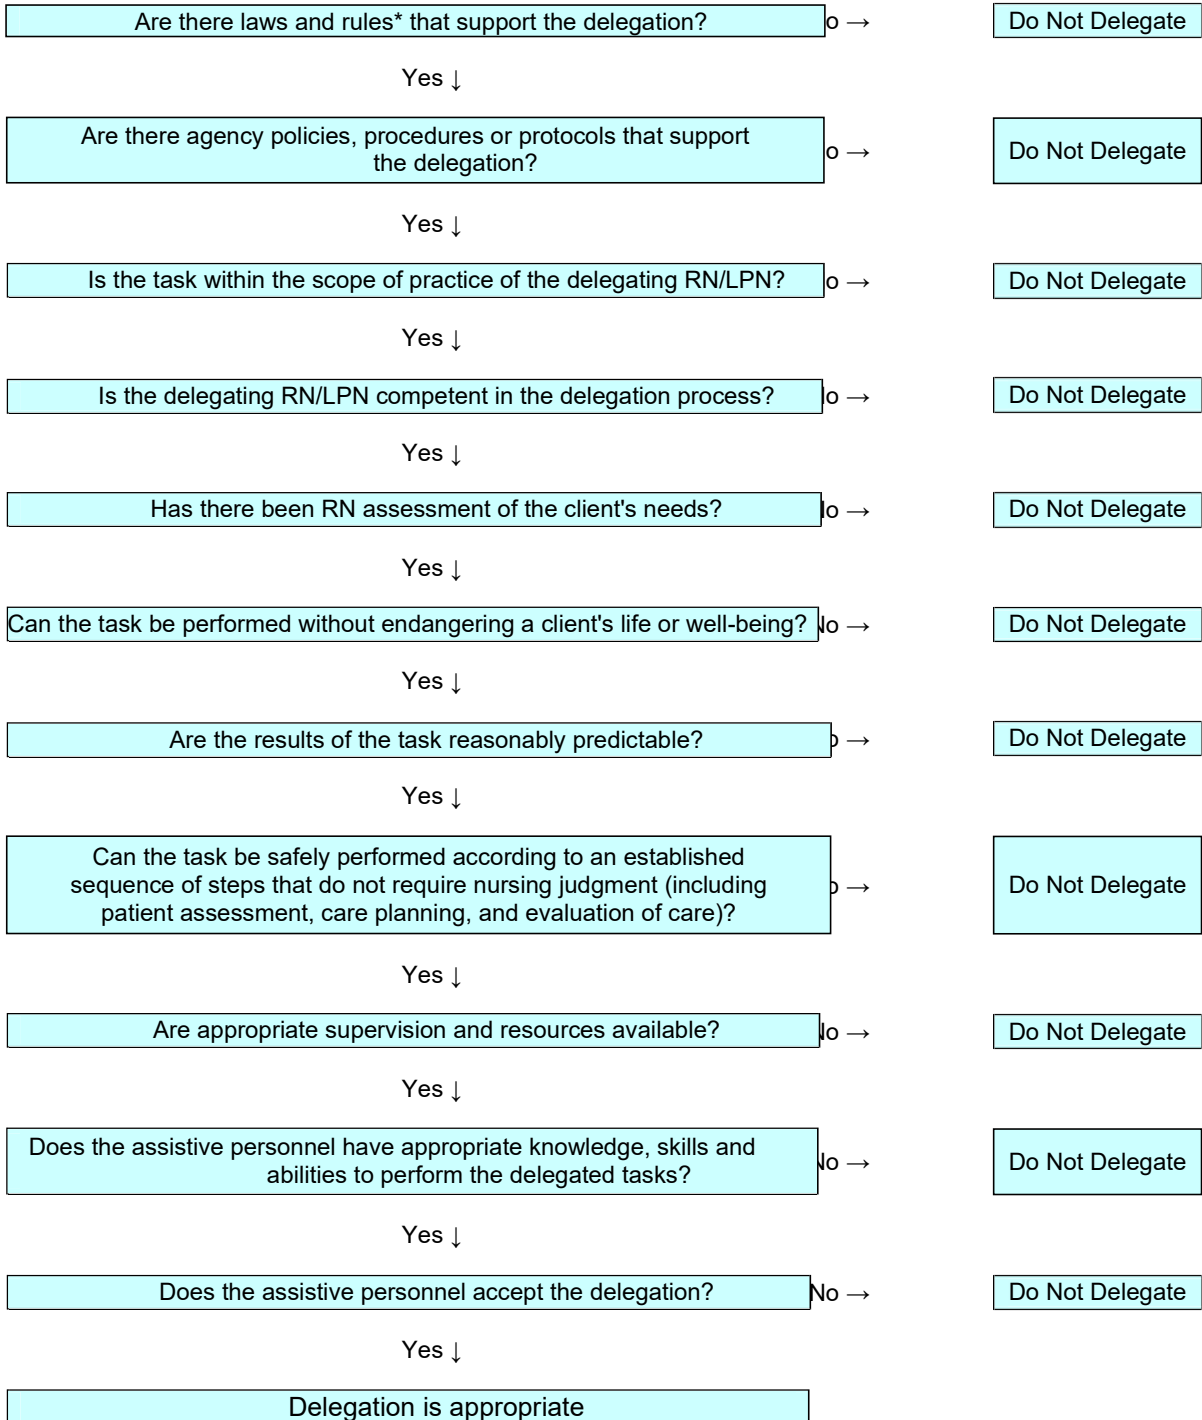 Are there laws and rules* that support the delegation? o → Do Not Delegate
Yes ↓
Are there agency policies, procedures or protocols that support
the delegation? o → Do Not Delegate
Yes ↓
Is the task within the scope of practice of the delegating RN/LPN? o → Do Not Delegate
Yes ↓
Is the delegating RN/LPN competent in the delegation process? lo → Do Not Delegate
Yes ↓
Has there been RN assessment of the client's needs? lo → Do Not Delegate
Yes ↓
Can the task be performed without endangering a client's life or well-being? No → Do Not Delegate
Yes ↓
Are the results of the task reasonably predictable? o → Do Not Delegate
Yes ↓
Can the task be safely performed according to an established
sequence of steps that do not require nursing judgment (including
patient assessment, care planning, and evaluation of care)? o → Do Not Delegate
Yes ↓
Are appropriate supervision and resources available? No → Do Not Delegate
Yes ↓
Does the assistive personnel have appropriate knowledge, skills and
abilities to perform the delegated tasks? No → Do Not Delegate
Yes ↓
Does the assistive personnel accept the delegation? No → Do Not Delegate
Yes ↓
Delegation is appropriate